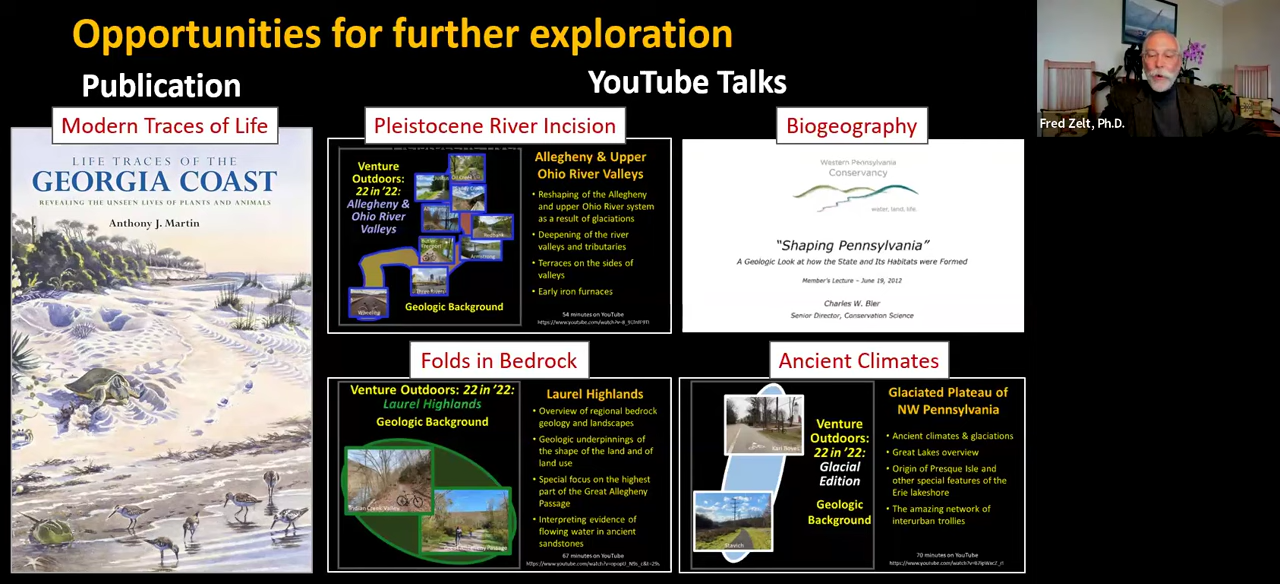 Opportunities for further exploration
Publication
YouTube Talks
Modern Traces of Life
LIFE TRACES OF THE
GEORGIA COAST
REVEALING THE UNSEEN LIVES OF PLANTS AND ANIMALS
Anthony J. Martin
Pleistocene River Incision
Venture
Outdoors:
22 in '22:
Allegheny &
Ohio River
Valleys
Geologic Background
Wheeling
Allegheny & Upper
Ohio River Valleys
• Reshaping of the Allegheny
and upper Ohio River system
as a result of glaciations
• Deepening of the river
valleys and tributaries
• Terraces on the sides of
valleys
• Early iron furnaces
54 minutes on YouTube
Biogeography
Western Pennsylvania
Conservancy
water, land, life.
"Shaping Pennsylvania"
A Geologic Look at how the State and Its Habitats were Formed
Member's Lecture – June 19, 2012
Charles W. Bier
Senior Director, Conservation Science
Folds in Bedrock
Venture Outdoors: 22 in '22:
Laurel Highlands
Geologic Background
Indian Creek Valley
Great Allegheny Passage
Laurel Highlands
• Overview of regional bedrock
geology and landscapes
• Geologic underpinnings of
the shape of the land and of
land use
• Special focus on the highest
part of the Great Allegheny
Passage
• Interpreting evidence of
flowing water in ancient
sandstones
67 minutes on YouTube
Ancient Climates
Venture
Outdoors:
22 in '22:
Glacial
Edition
Geologic
Background
Stavich
Glaciated Plateau of
NW Pennsylvania
• Ancient climates & glaciations
• Great Lakes overview
• Origin of Presque Isle and
other special features of the
Erie lakeshore
• The amazing network of
interurban trollies
70 minutes on YouTube
Fred Zelt, Ph.D.